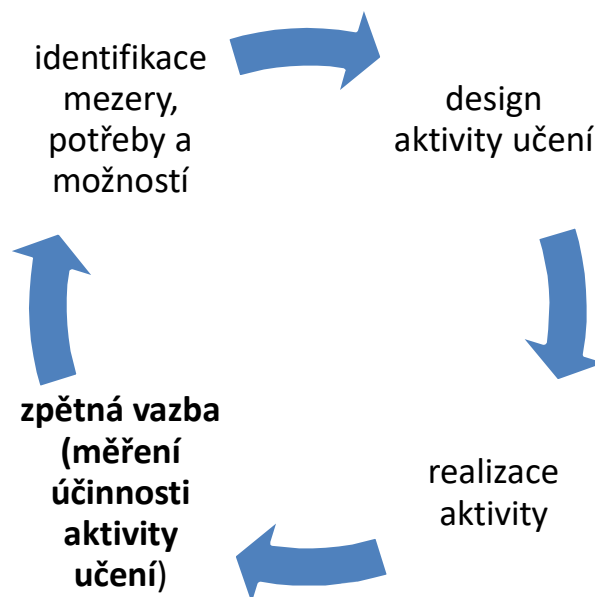 identifikace
mezery,
potřeby a
možností
design
aktivity učení
realizace
aktivity
zpětná vazba
(měření
účinnosti
aktivity
učení)